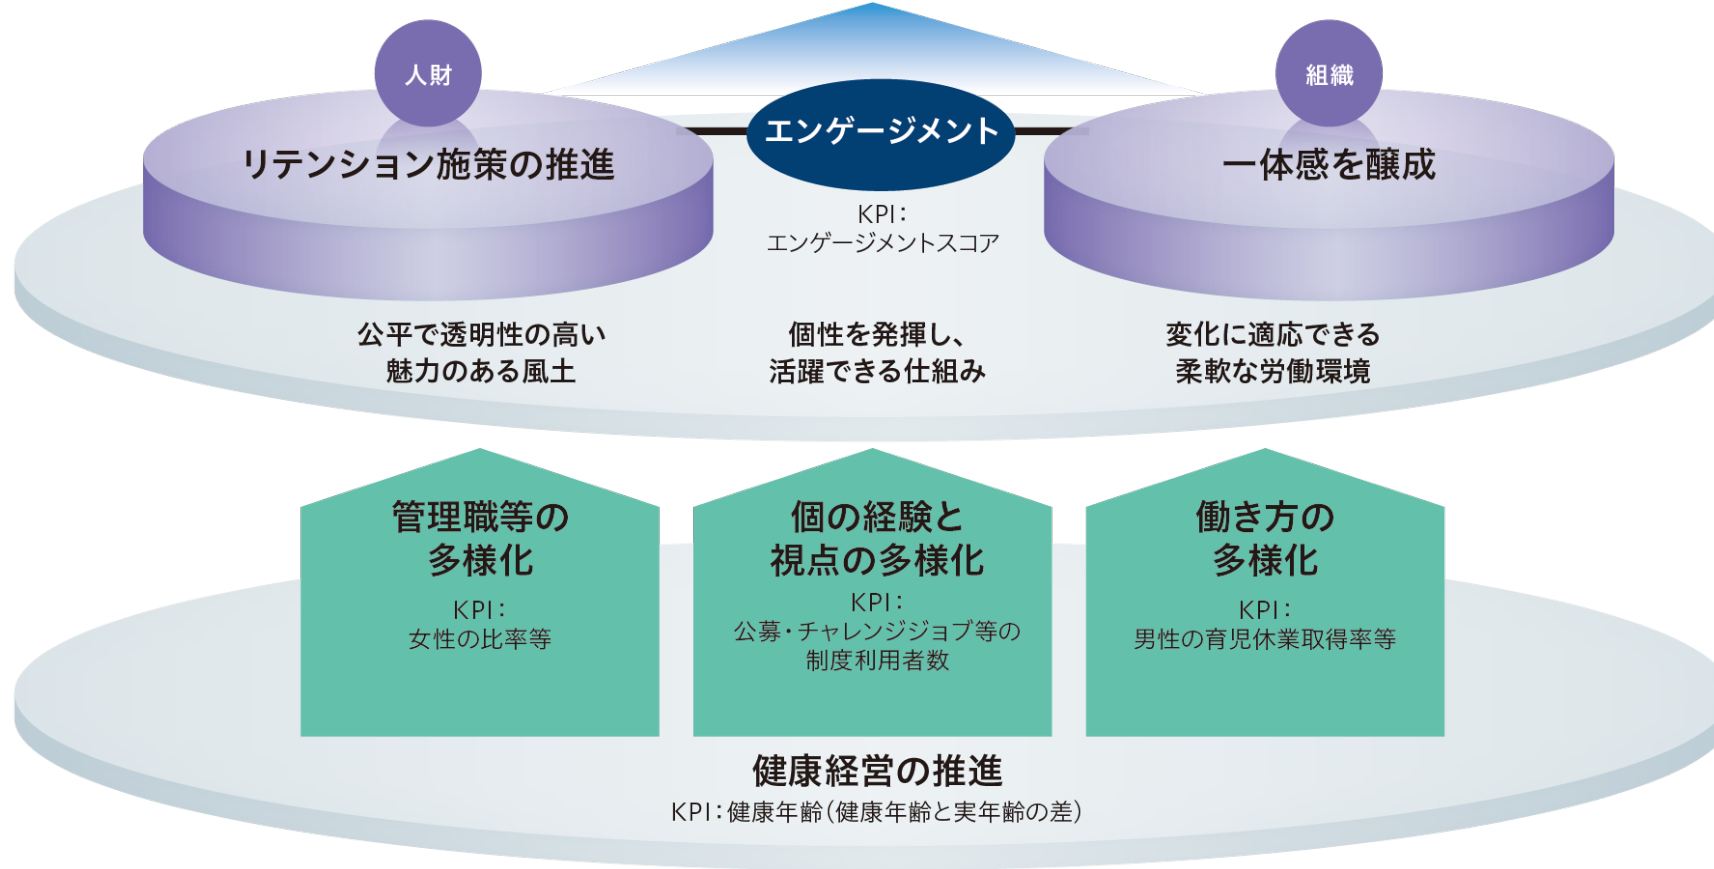 人財
組織
リテンション施策の推進
エンゲージメント
一体感を醸成
KPI：
エンゲージメントスコア
公平で透明性の高い
魅力のある風土
個性を発揮し、
活躍できる仕組み
変化に適応できる
柔軟な労働環境
管理職等の
多様化
KPI：
女性の比率等
個の経験と
視点の多様化
KPI：
公募・チャレンジジョブ等の
制度利用者数
働き方の
多様化
KPI：
男性の育児休業取得率等
健康経営の推進
KPI：健康年齢（健康年齢と実年齢の差）